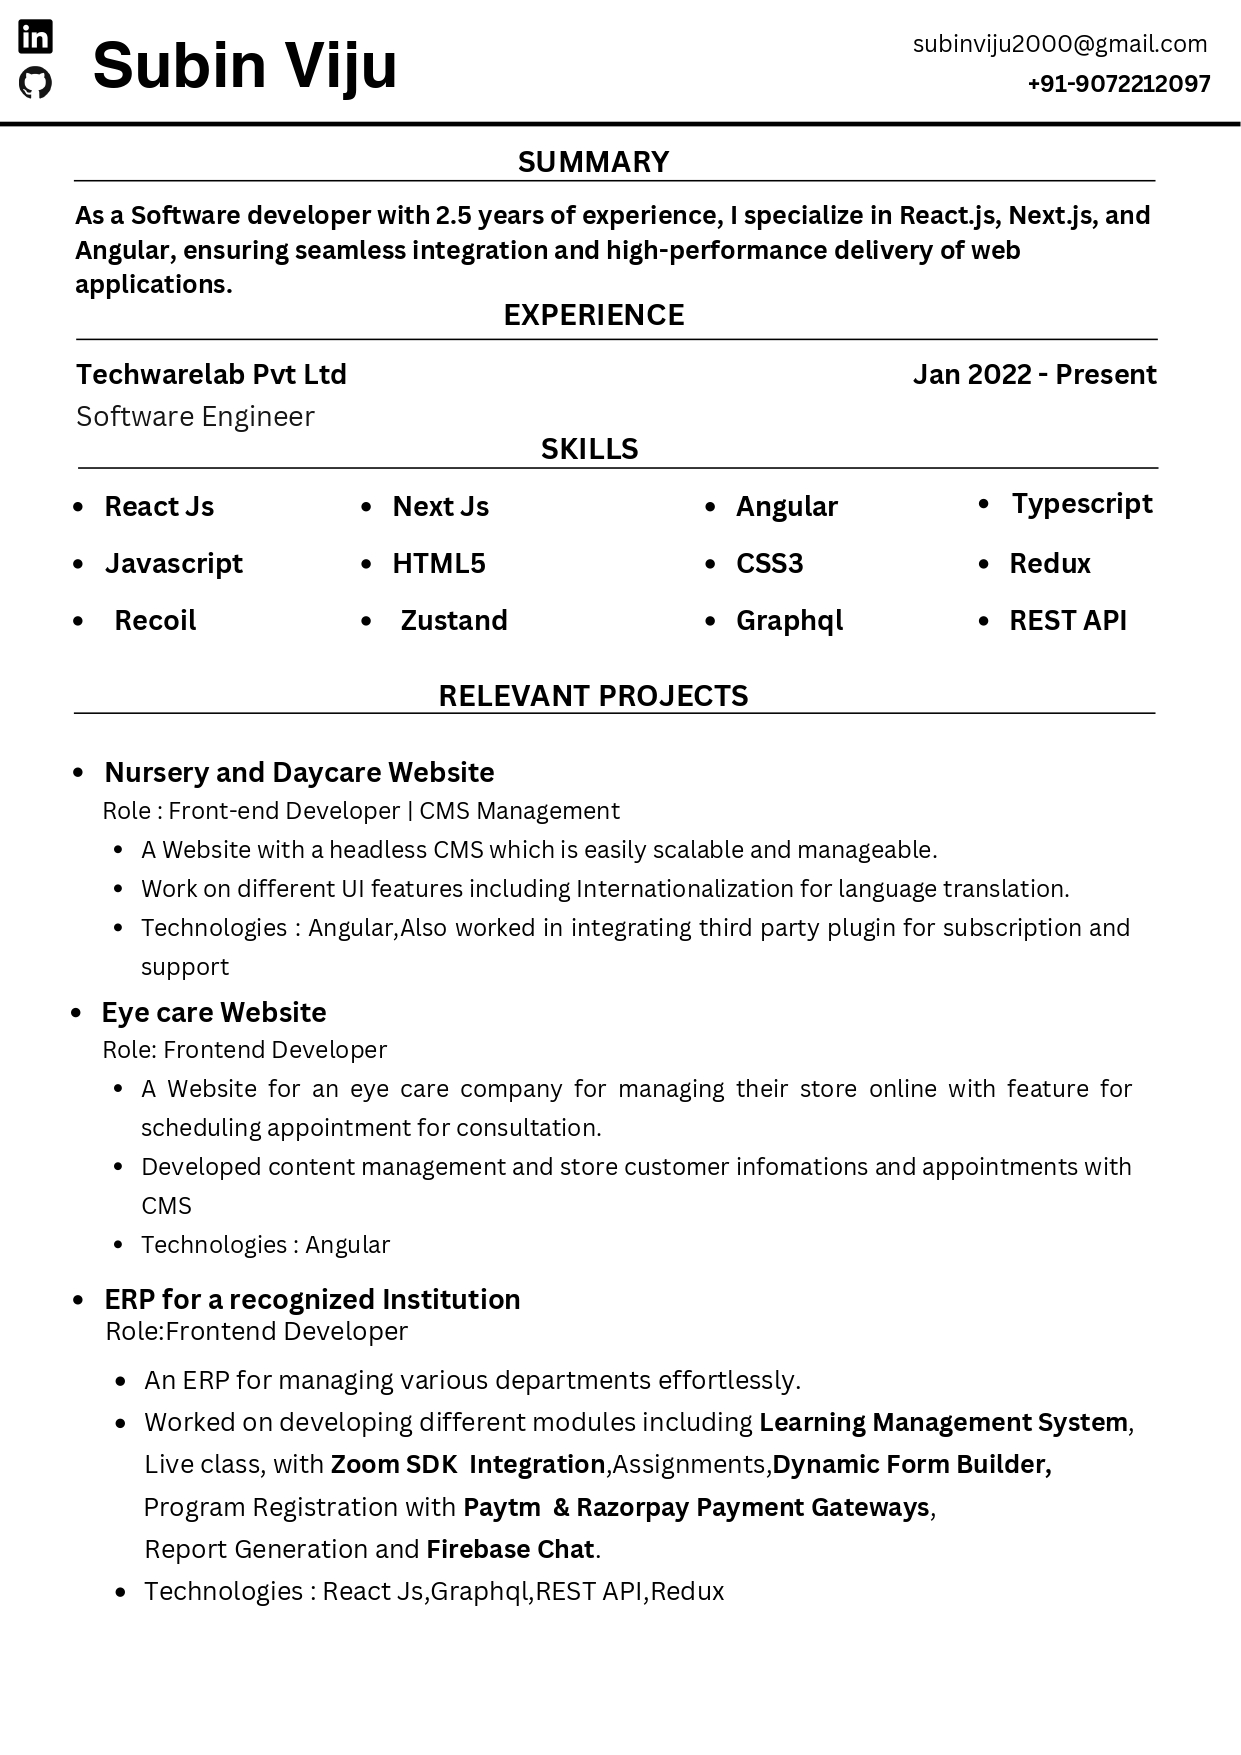 Subin Viju
subinviju2000@gmail.com
+91-9072212097
SUMMARY
As a Software developer with 2.5 years of experience, I specialize in React.js, Next.js, and
Angular, ensuring seamless integration and high-performance delivery of web
applications.
EXPERIENCE
Techwarelab Pvt Ltd Jan 2022 - Present
Software Engineer
SKILLS
• React Js • Next Js • Angular • Typescript
• Javascript • HTML5 • CSS3 • Redux
• Recoil • Zustand • Graphql • REST API
RELEVANT PROJECTS
• Nursery and Daycare Website
Role : Front-end Developer | CMS Management
• A Website with a headless CMS which is easily scalable and manageable.
• Work on different UI features including Internationalization for language translation.
• Technologies : Angular,Also worked in integrating third party plugin for subscription and
support
• Eye care Website
Role: Frontend Developer
• A Website for an eye care company for managing their store online with feature for
scheduling appointment for consultation.
• Developed content management and store customer infomations and appointments with
CMS
• Technologies : Angular
• ERP for a recognized Institution
Role:Frontend Developer
• An ERP for managing various departments effortlessly.
• Worked on developing different modules including Learning Management System,
Live class, with Zoom SDK Integration,Assignments,Dynamic Form Builder,
Program Registration with Paytm & Razorpay Payment Gateways,
Report Generation and Firebase Chat.
• Technologies : React Js,Graphql,REST API,Redux